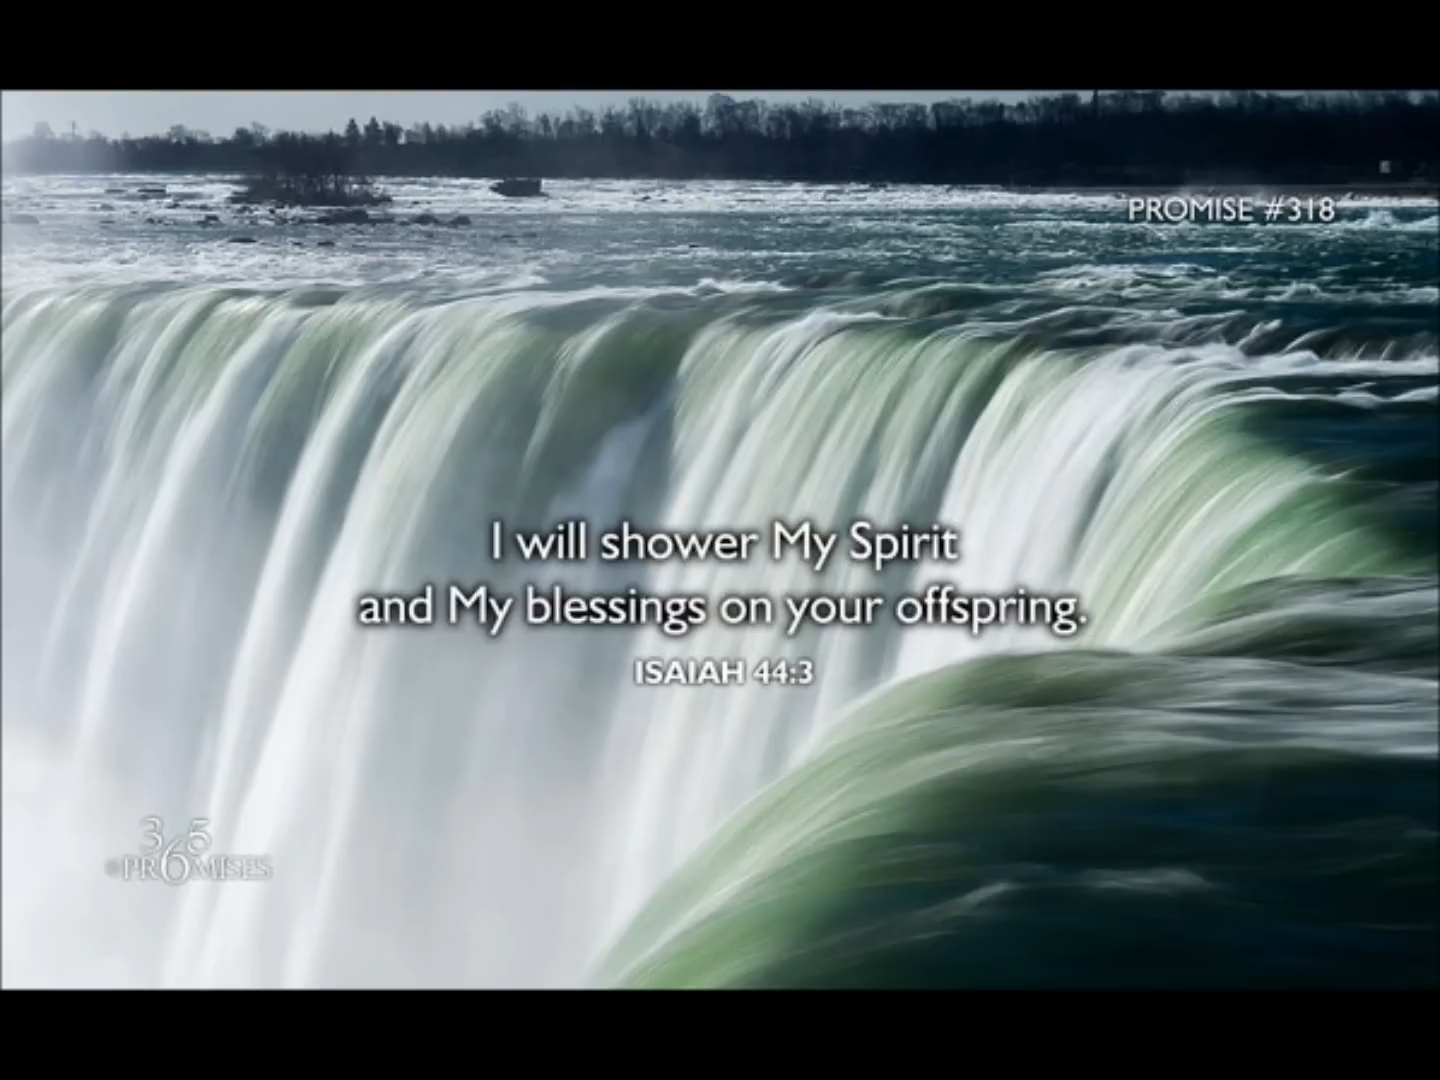 PROMISE #318
I will shower My Spirit
and My blessings on your offspring.
ISAIAH 44:3
365
PROMISES